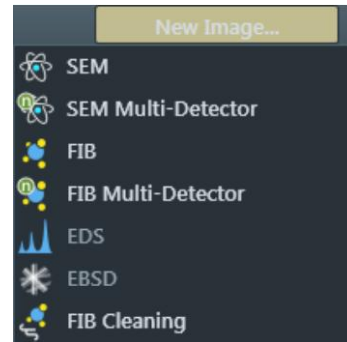 New Image...
SEM
n
SEM Multi-Detector
FIB
n
FIB Multi-Detector
EDS
EBSD
FIB Cleaning